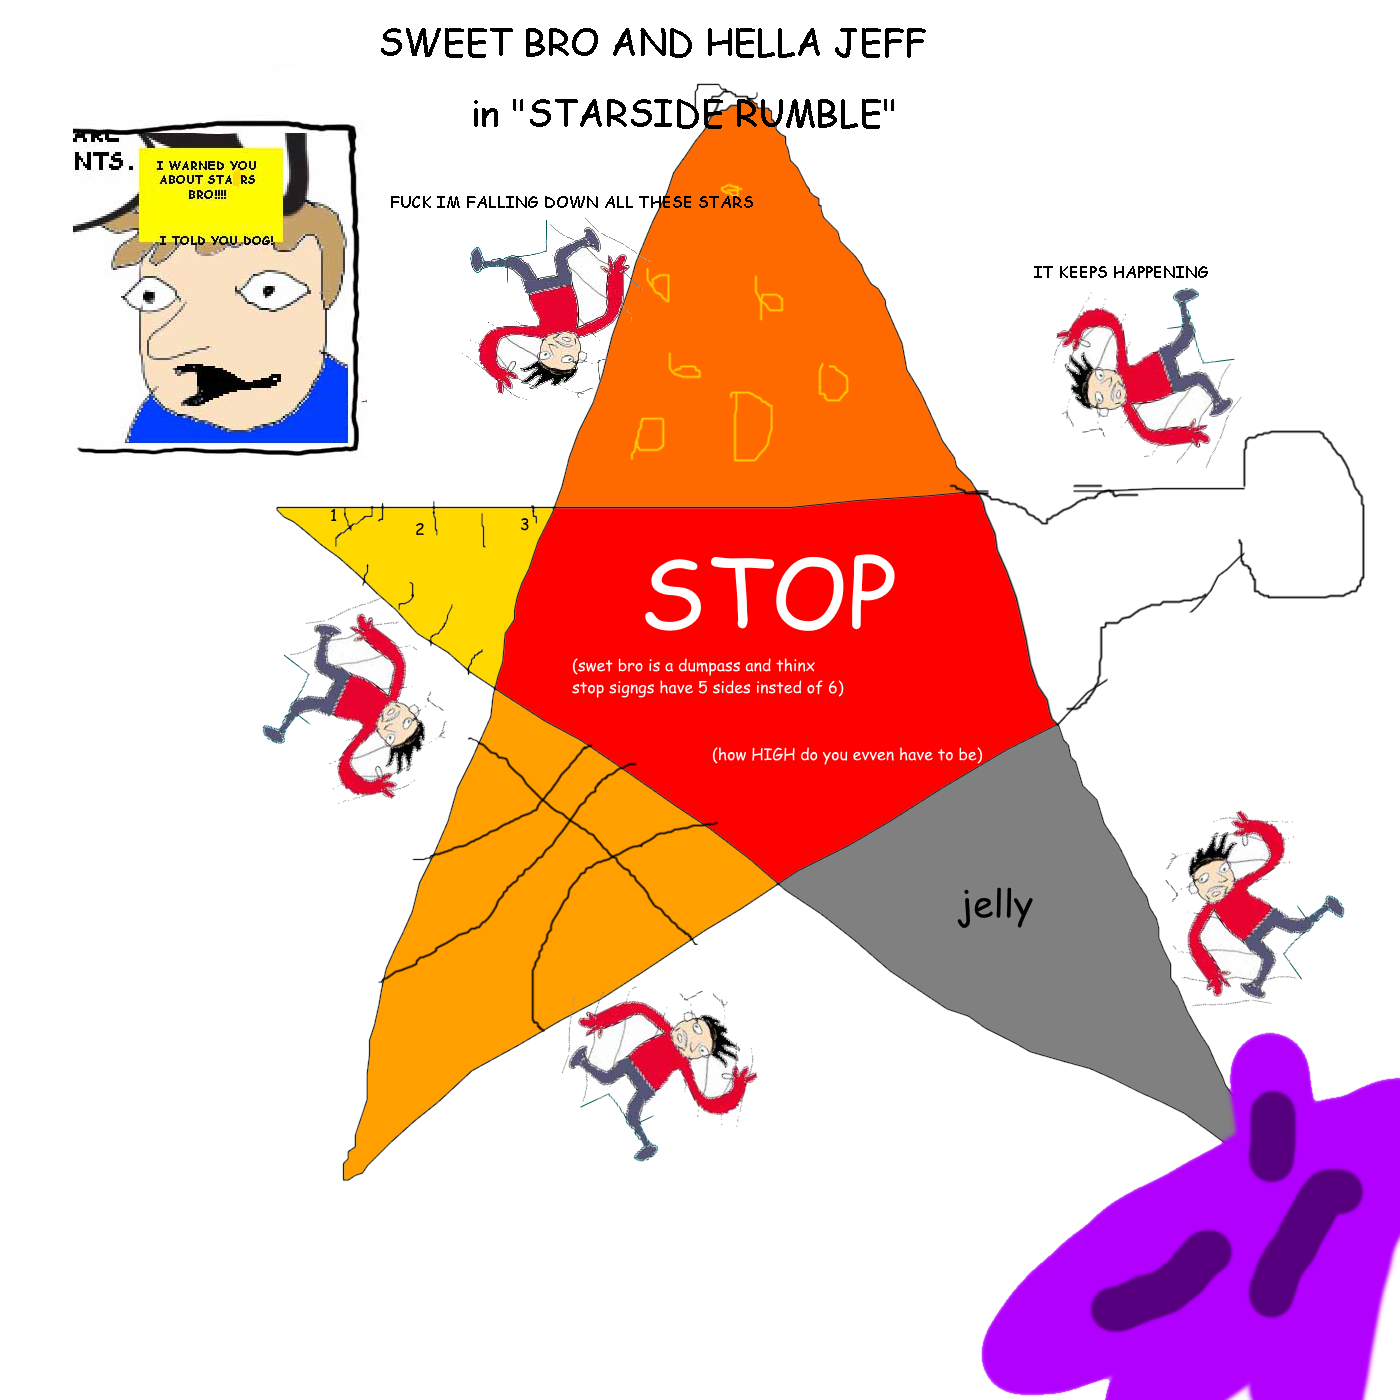 SWEET BRO AND HELLA JEFF
in "STARSIDE RUMBLE"
NTS.
I WARNED YOU
ABOUT STA RS
BRO!!!!
I TOLD YOU DOG!
FUCK IM FALLING DOWN ALL THESE STARS
IT KEEPS HAPPENING
1
2
3
STOP
(swet bro is a dumpass and thinx
stop signgs have 5 sides insted of 6)
(how HIGH do you evven have to be)
jelly